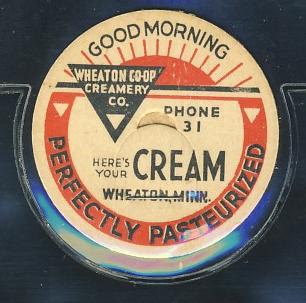 GOOD MORNING
WHEATON CO-OP
CREAMERY
CO.
PHONE
31
HERE'S
YOUR CREAM
WHEATON, MINN.
PERFECTLY PASTEURIZED